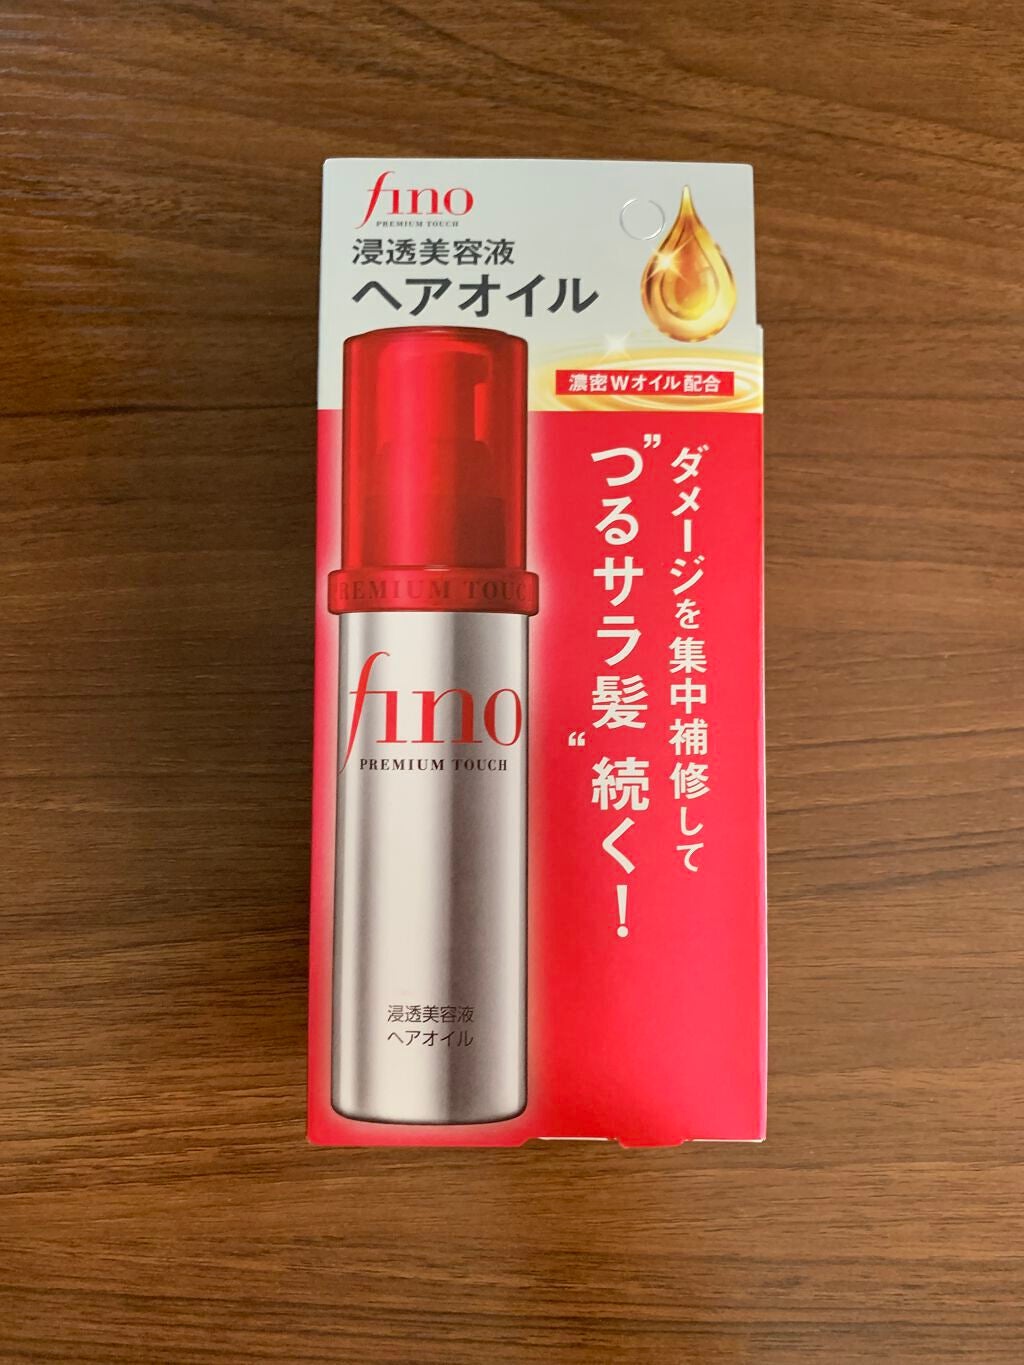 fino
PREMIUM TOUCH
浸透美容液
ヘアオイル
濃密Wオイル配合
ダメージを集中補修して
"つるサラ髪"続く!
REMIUM TOUC
fino
PREMIUM TOUCH
浸透美容液
ヘアオイル